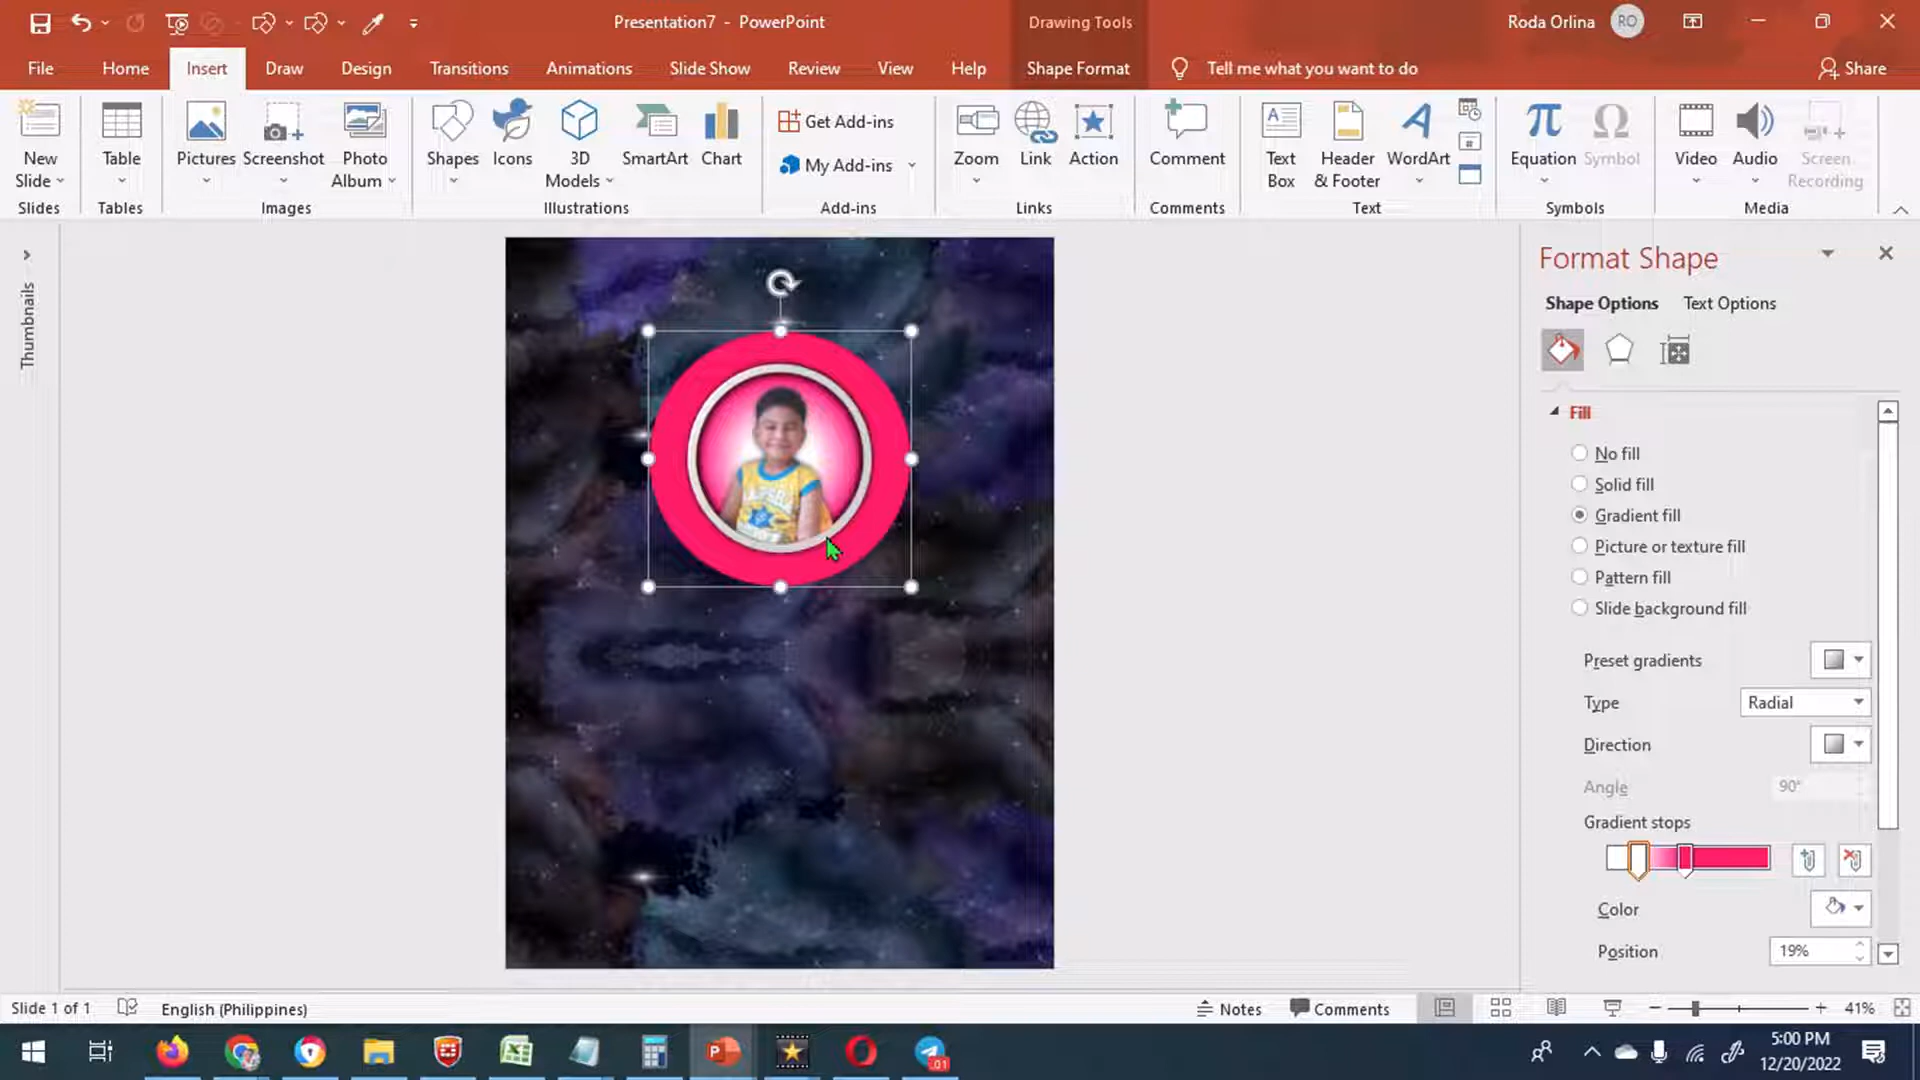 Presentation7 - PowerPoint
Drawing Tools
Roda Orlina
RO
File
Home
Insert
Draw
Design
Transitions
Animations
Slide Show
Review
View
Help
Shape Format
Tell me what you want to do
Share
New
Slide
Slides
Table
Tables
Pictures
Screenshot
Photo
Album
Images
Shapes
Icons
3D
Models
SmartArt
Chart
Illustrations
Get Add-ins
My Add-ins
Add-ins
Zoom
Link
Action
Links
Comment
Comments
Text
Box
Header
& Footer
WordArt
Text
Equation
Symbol
Symbols
Video
Audio
Screen
Recording
Media
Thumbnails
Format Shape
Shape Options
Text Options
Fill
No fill
Solid fill
Gradient fill
Picture or texture fill
Pattern fill
Slide background fill
Preset gradients
Type
Radial
Direction
Angle
90°
Gradient stops
Color
Position
19%
Slide 1 of 1
English (Philippines)
Notes
Comments
41%
5:00 PM
12/20/2022